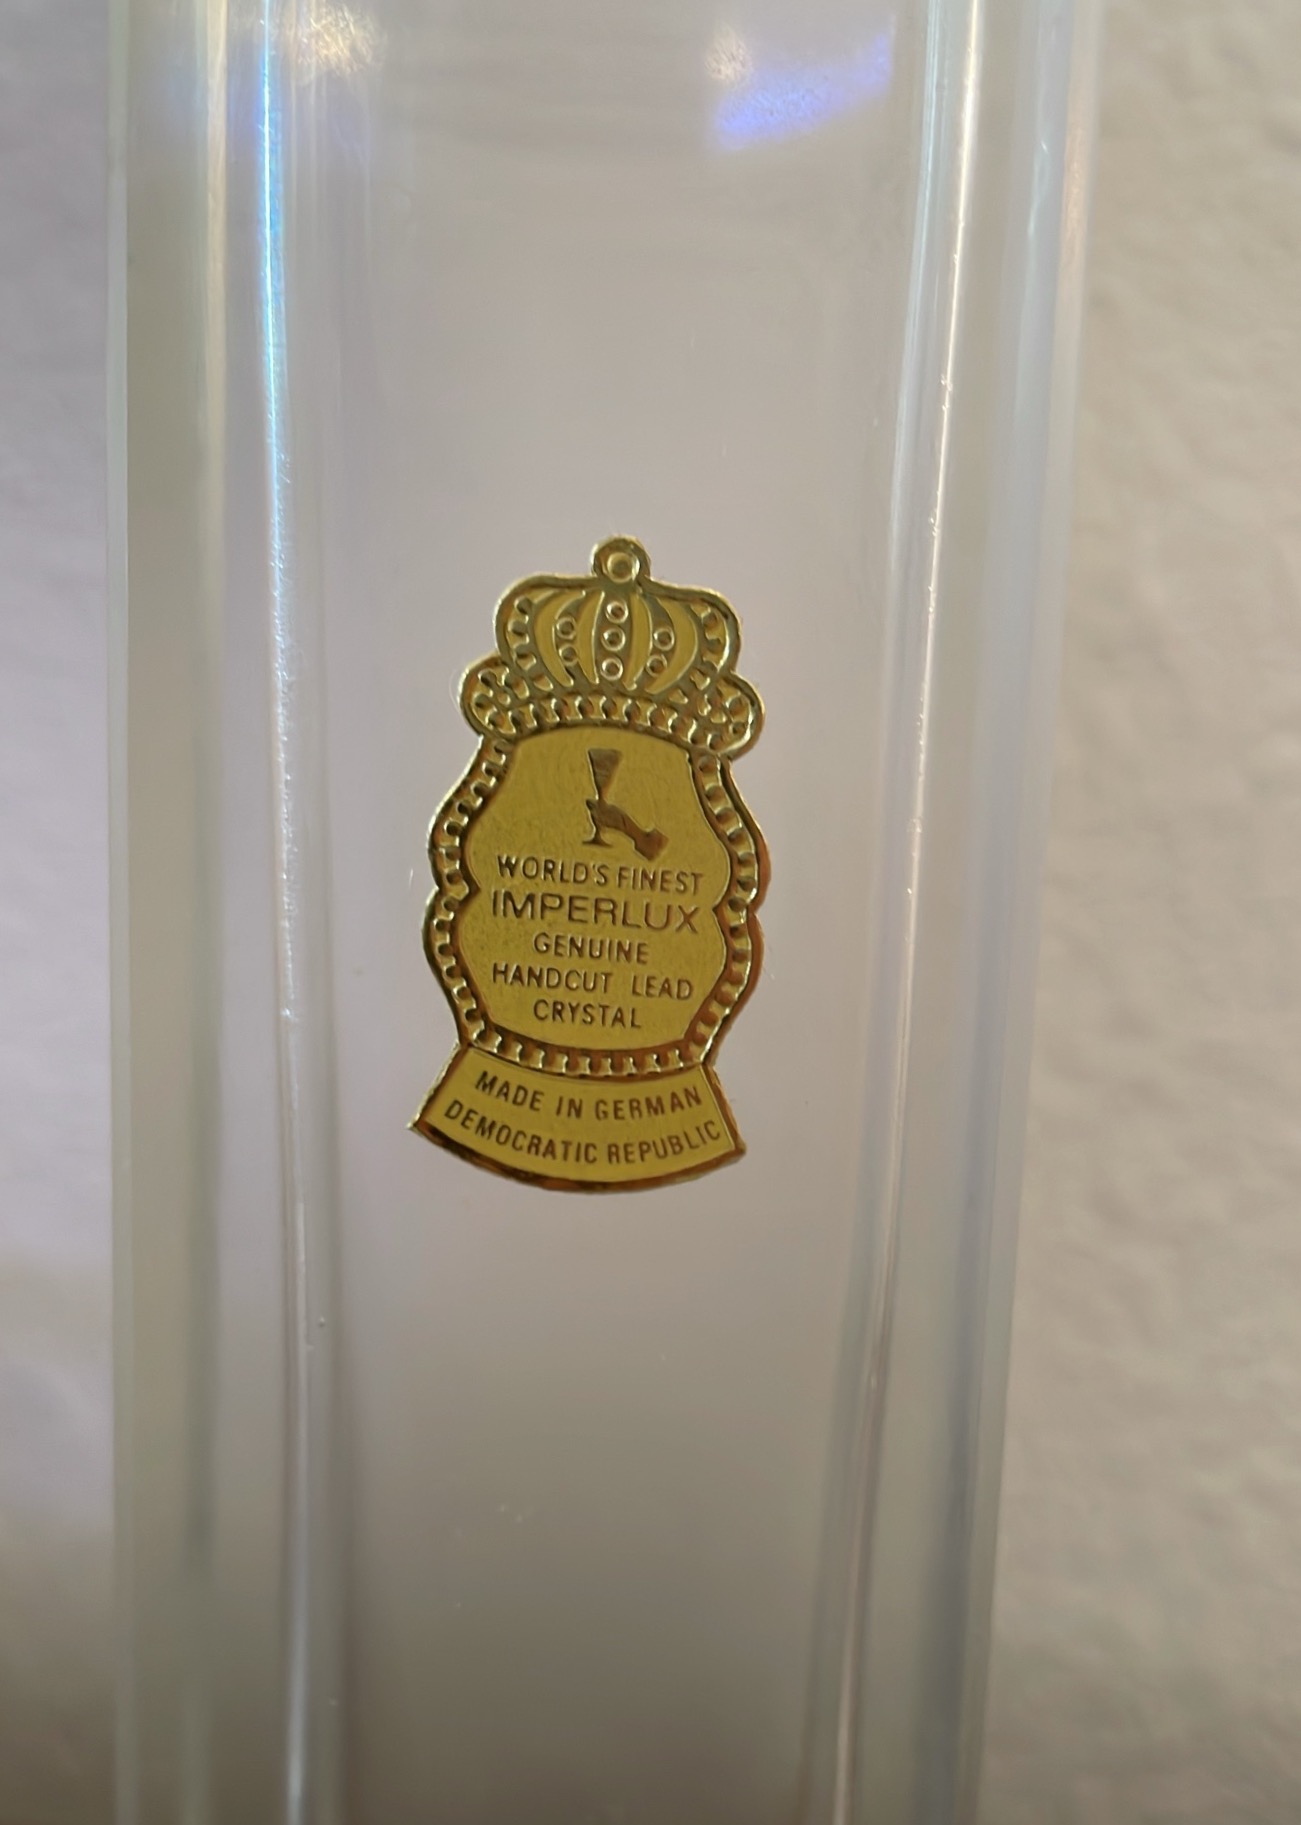 WORLD'S FINEST
IMPERLUX
GENUINE
HANDCUT LEAD
CRYSTAL
MADE IN GERMAN
DEMOCRATIC REPUBLIC